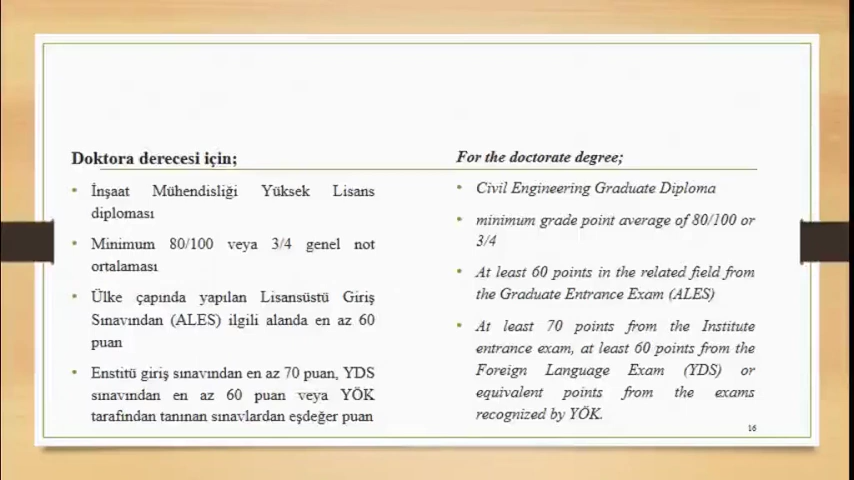 Doktora derecesi için;
İnşaat Mühendisliği Yüksek Lisans
diploması
Minimum 80/100 veya 3/4 genel not
ortalaması
Ülke çapında yapılan Lisansüstü Giriş
Sınavından (ALES) ilgili alanda en az 60
puan
Enstitü giriş sınavından en az 70 puan, YDS
sınavından en az 60 puan veya YÖK
tarafından tanınan sınavlardan eşdeğer puan
For the doctorate degree;
Civil Engineering Graduate Diploma
minimum grade point average of 80/100 or
3/4
At least 60 points in the related field from
the Graduate Entrance Exam (ALES)
At least 70 points from the Institute
entrance exam, at least 60 points from the
Foreign Language Exam (YDS) or
equivalent points from the exams
recognized by YÖK.
16